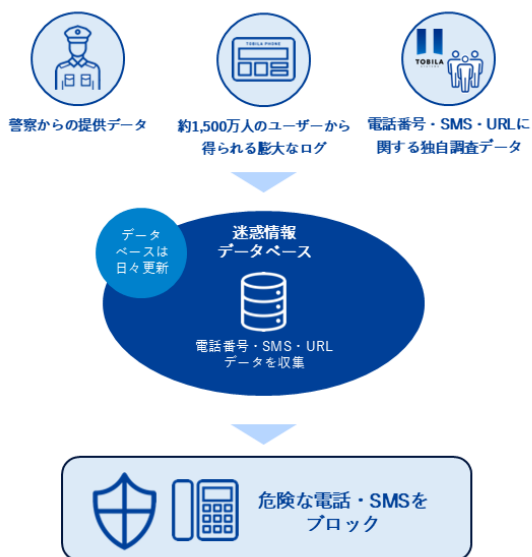 TOBILA PHONE
TOBILA
警察からの提供データ
約1,500万人のユーザーから
得られる膨大なログ
電話番号・SMS・URLに
関する独自調査データ
データ
ベースは
日々更新
迷惑情報
データベース
電話番号・SMS・URL
データを収集
危険な電話・SMSを
ブロック